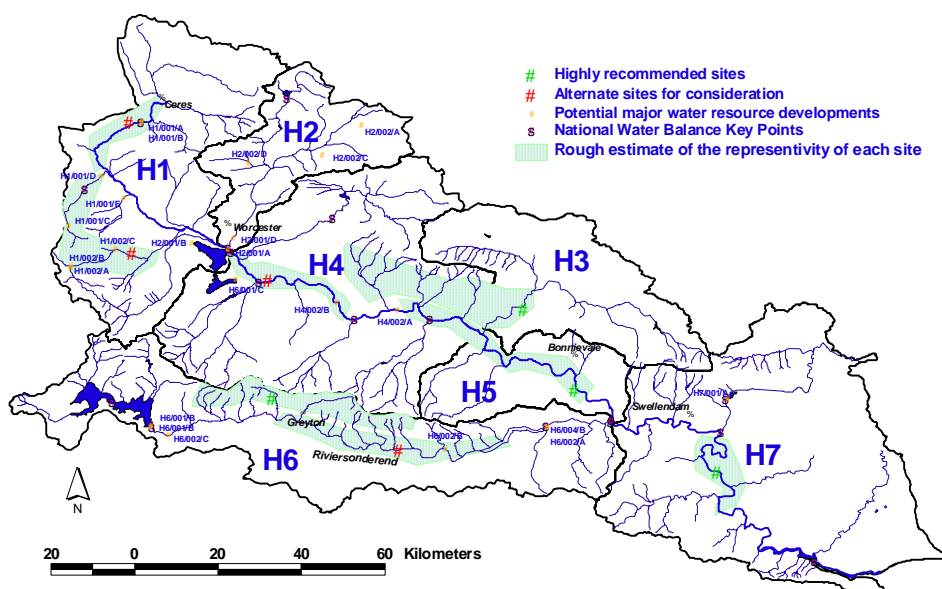 # Highly recommended sites
# Alternate sites for consideration
# Potential major water resource developments
S National Water Balance Key Points
Rough estimate of the representivity of each site
% Ceres
H1/001/A
H1/001/B
H2
H2/002/A
H2/002/D
H2/002/C
H1
H1/001/D
H1/001/E
H1/001/C
% Worcester
H1/002/C
H2/001/B
H2/001/D
H2/001/A
H1/002/B
H1/002/A
H4
H3
H6/001/C
H4/002/B
H4/002/A
Bonnievale
%
H5
H7/001/A
Swellendam
%
H6/001/B
H6/001/B
H6/002/C
Greyton
H6/002/B
H6/004/B
H6/002/A
Riviersonderend
H6
H7
N
20 0 20 40 60 Kilometers